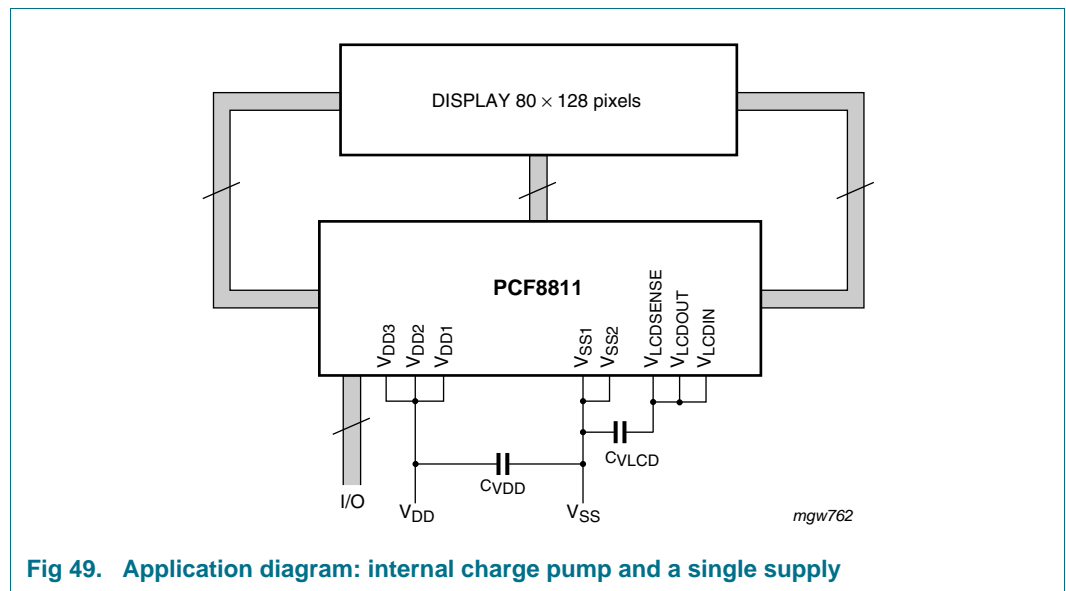 DISPLAY 80 × 128 pixels
PCF8811
VDD3
VDD2
VDD1
VSS1
VSS2
VLCDSENSE
VLCDOUT
VLCDIN
CVLCD
CVDD
I/O
VDD
VSS
mgw762
Fig 49. Application diagram: internal charge pump and a single supply